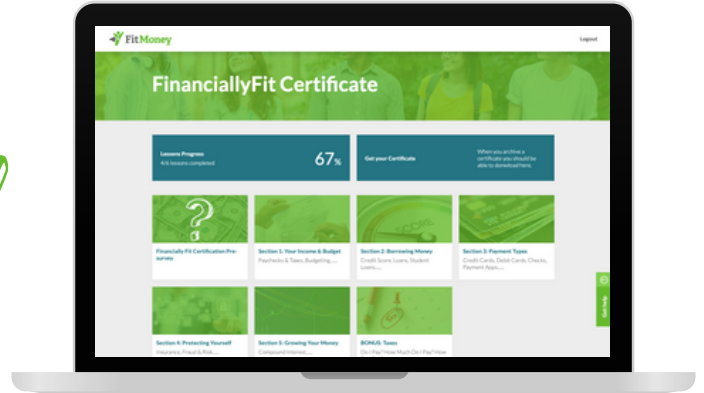 FitMoney
Logout
FinanciallyFit Certificate
Lessons Progress
4/6 lessons completed
67%
Get your Certificate
When you archive a
certificate you should be
able to donwload here.
?
SCORE
Financially Fit Certification Pre-
survey
Section 1: Your Income & Budget
Paychecks & Taxes, Budgeting, ...
Section 2: Borrowing Money
Credit Score, Loans, Student
Loans, ...
Section 3: Payment Types
Credit Cards, Debit Cards, Checks,
Payment Apps, ...
Get help
Section 4: Protecting Yourself
Insurance, Fraud & Risk ...
Section 5: Growing Your Money
Compound Interest, ...
BONUS: Taxes
Do I Pay? How Much Do I Pay? How